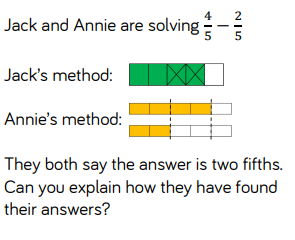 Jack and Annie are solving 4/5 − 2/5
Jack's method:
Annie's method:
They both say the answer is two fifths.
Can you explain how they have found
their answers?